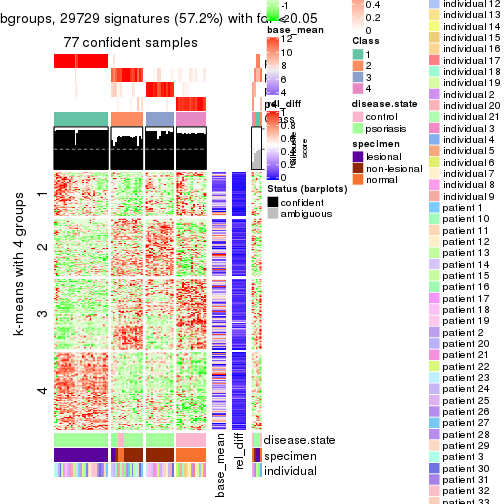 bgroups, 29729 signatures (57.2%) with fdr < 0.05
77 confident samples
k-means with 4 groups
1
2
3
4
base_mean
rel_diff
disease.state
specimen
individual
-1
-2
base_mean
12
10
8
6
4
rel_diff
1
0.8
0.6
0.4
0.2
0
Silhouette
score
Status (barplots)
confident
ambiguous
0.4
0.2
0
Class
1
2
3
4
disease.state
control
psoriasis
specimen
lesional
non-lesional
normal
individual 12
individual 13
individual 14
individual 15
individual 16
individual 17
individual 18
individual 19
individual 2
individual 20
individual 21
individual 3
individual 4
individual 5
individual 6
individual 7
individual 8
individual 9
patient 1
patient 10
patient 11
patient 12
patient 13
patient 14
patient 15
patient 16
patient 17
patient 18
patient 19
patient 2
patient 20
patient 21
patient 22
patient 23
patient 24
patient 25
patient 26
patient 27
patient 28
patient 29
patient 3
patient 30
patient 31
patient 32
patient 33